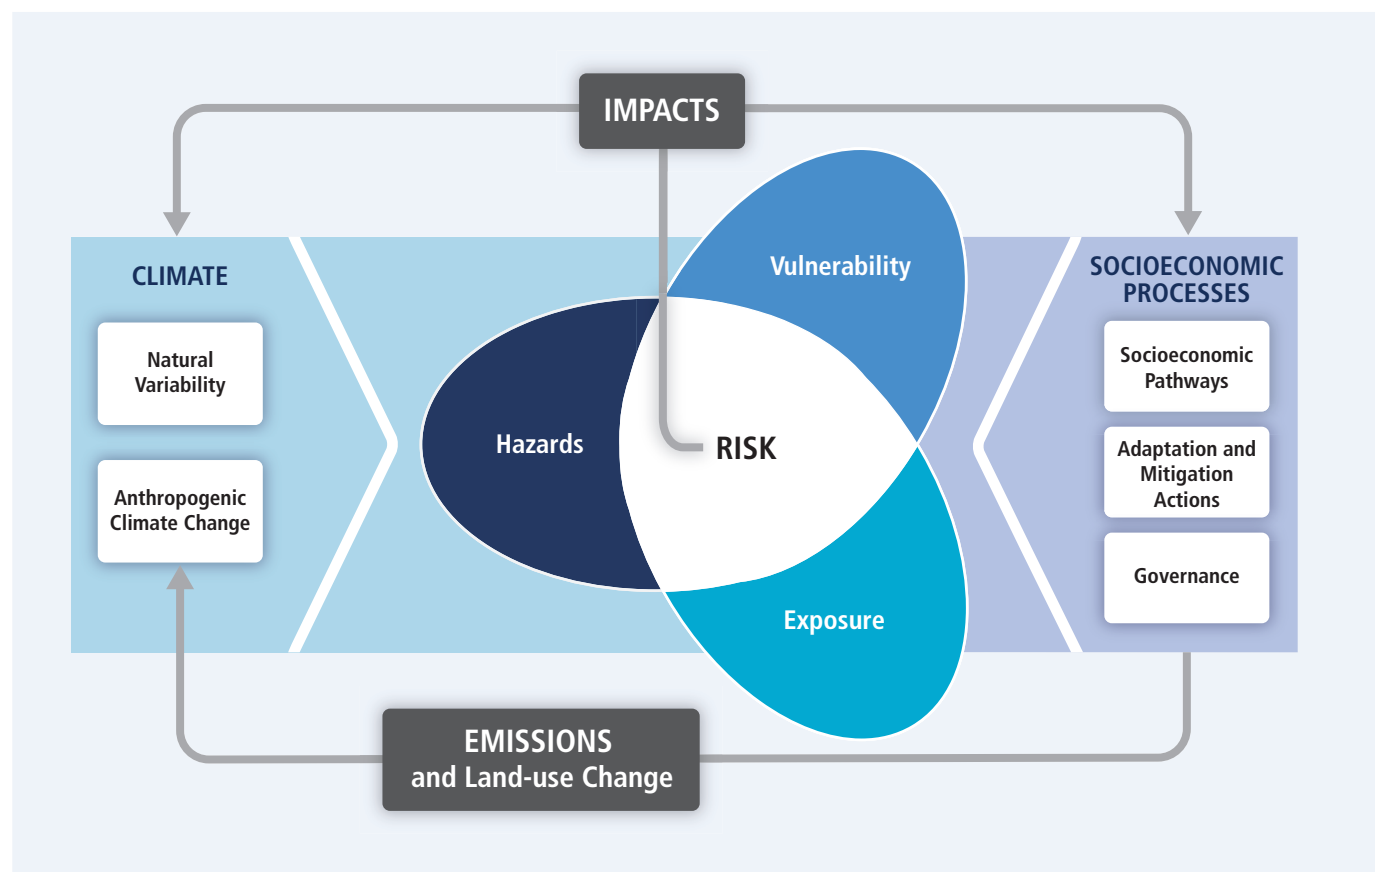 IMPACTS
CLIMATE
Natural
Variability
Anthropogenic
Climate Change
Vulnerability
Hazards
RISK
Exposure
SOCIOECONOMIC
PROCESSES
Socioeconomic
Pathways
Adaptation and
Mitigation
Actions
Governance
EMISSIONS
and Land-use Change